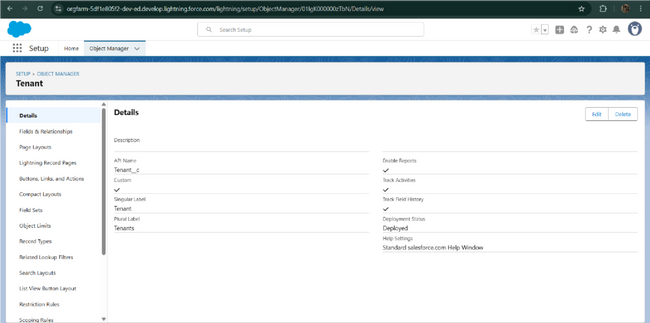 orgfarm-5df1e805f2-dev-ed.develop.lightning.force.com/lightning/setup/ObjectManager/01IgK000000zTbN/Details/View
Search Setup
Setup
Home
Object Manager
SETUP > OBJECT MANAGER
Tenant
Details
Fields & Relationships
Page Layouts
Lightning Record Pages
Buttons, Links, and Actions
Compact Layouts
Field Sets
Object Limits
Record Types
Related Lookup Filters
Search Layouts
List View Button Layout
Restriction Rules
Scoping Rules
Details
Edit
Delete
Description
API Name
Tenant__c
Custom
Singular Label
Tenant
Plural Label
Tenants
Enable Reports
Track Activities
Track Field History
Deployment Status
Deployed
Help Settings
Standard salesforce.com Help Window